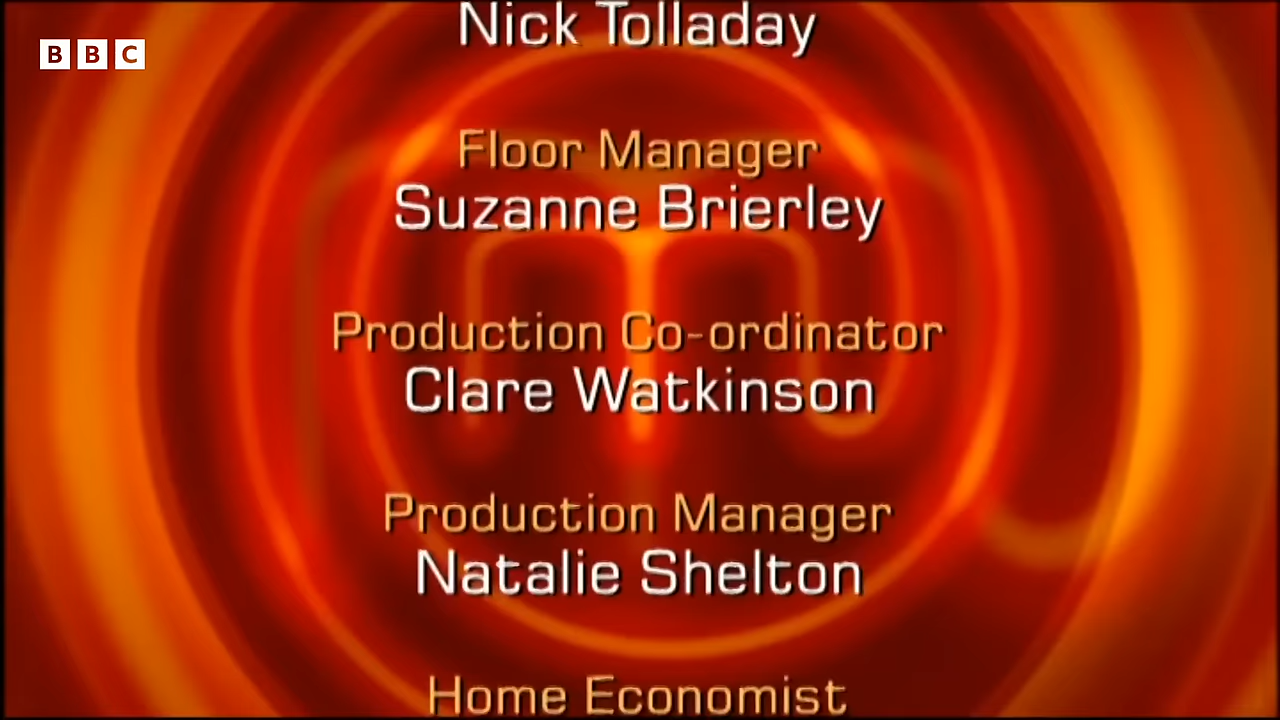 BBC
Nick Tolladay
Floor Manager
Suzanne Brierley
Production Co-ordinator
Clare Watkinson
Production Manager
Natalie Shelton
Home Economist